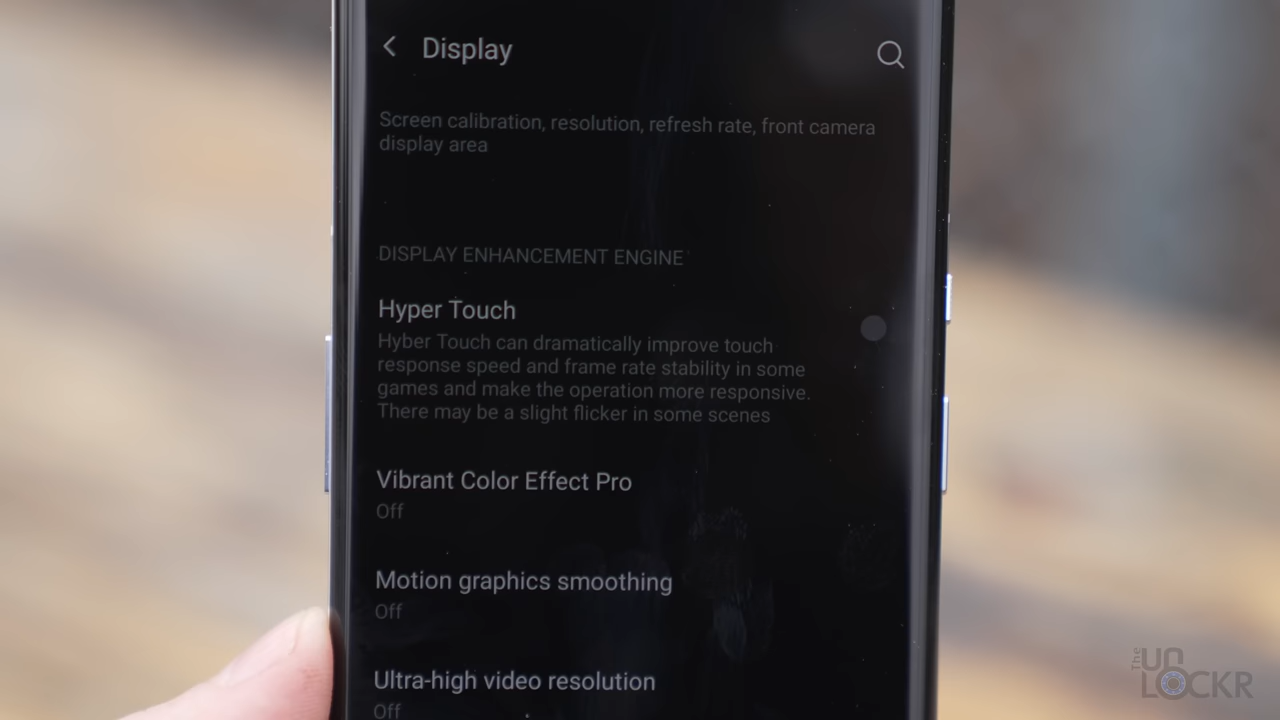 Display
Screen calibration, resolution, refresh rate, front camera
display area
DISPLAY ENHANCEMENT ENGINE
Hyper Touch
Hyber Touch can dramatically improve touch
response speed and frame rate stability in some
games and make the operation more responsive.
There may be a slight flicker in some scenes
Vibrant Color Effect Pro
Off
Motion graphics smoothing
Off
Ultra-high video resolution
Off
The
UN
LOCKR